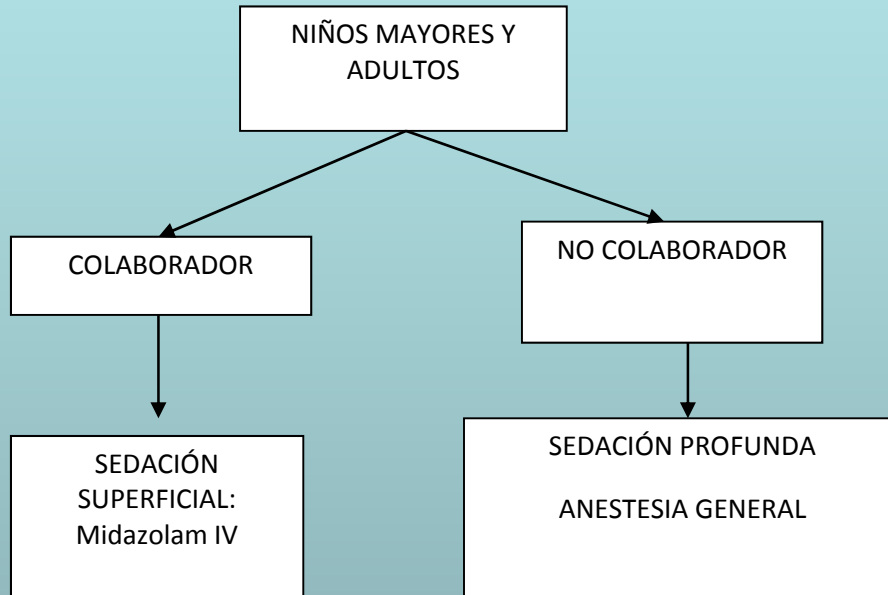 NIÑOS MAYORES Y
ADULTOS
COLABORADOR
NO COLABORADOR
SEDACIÓN
SUPERFICIAL:
Midazolam IV
SEDACIÓN PROFUNDA
ANESTESIA GENERAL